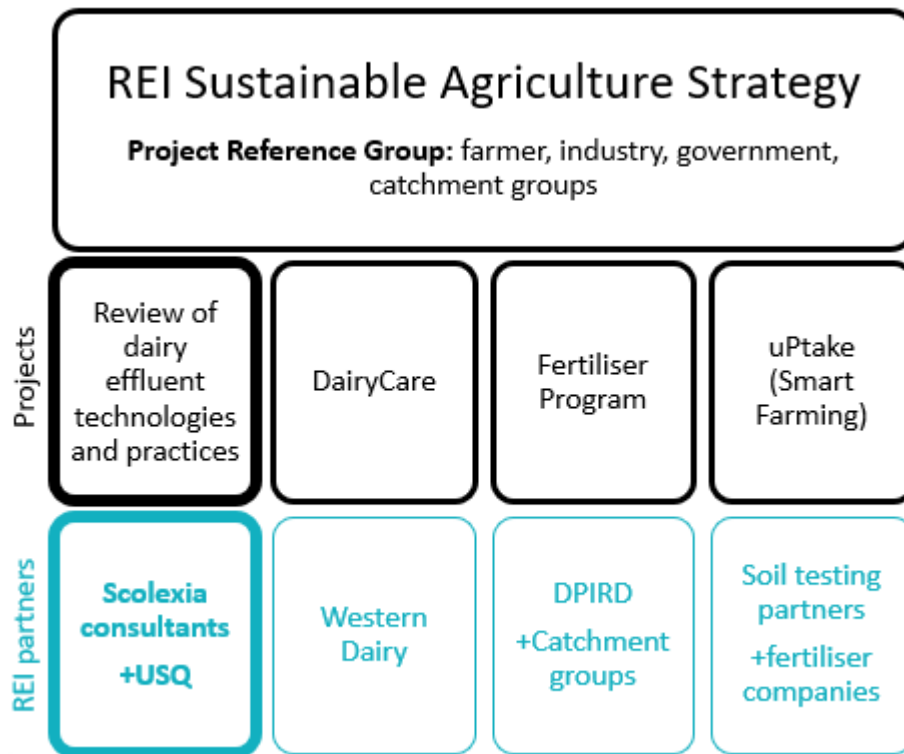 REI Sustainable Agriculture Strategy
Project Reference Group: farmer, industry, government,
catchment groups
Projects
Review of
dairy
effluent
technologies
and practices
DairyCare
Fertiliser
Program
uPtake
(Smart
Farming)
REI partners
Scolexia
consultants
+USQ
Western
Dairy
DPIRD
+Catchment
groups
Soil testing
partners
+fertiliser
companies